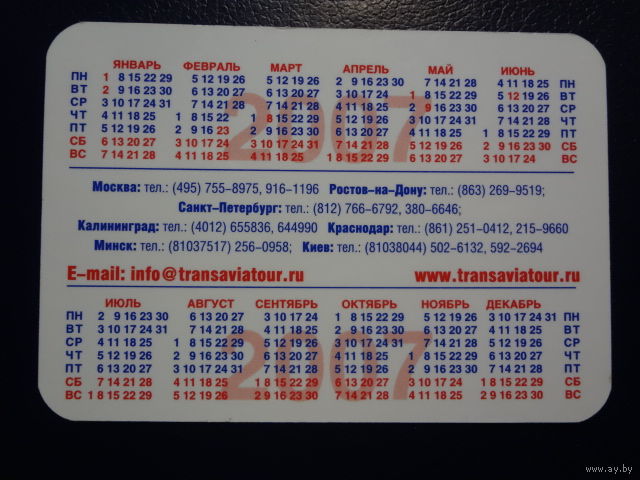 ЯНВАРЬ ФЕВРАЛЬ МАРТ АПРЕЛЬ МАЙ ИЮНЬ
ПН 1 8 15 22 29 5 12 19 26 5 12 19 26 2 9 16 23 30 7 14 21 28 4 11 18 25 ПН
ВТ 2 9 16 23 30 6 13 20 27 6 13 20 27 3 10 17 24 1 8 15 22 29 5 12 19 26 ВТ
СР 3 10 17 24 31 7 14 21 28 7 14 21 28 4 11 18 25 2 9 16 23 30 6 13 20 27 СР
ЧТ 4 11 18 25 1 8 15 22 1 8 15 22 29 5 12 19 26 3 10 17 24 31 7 14 21 28 ЧТ
ПТ 5 12 19 26 2 9 16 23 2 9 16 23 30 6 13 20 27 4 11 18 25 1 8 15 22 29 ПТ
СБ 6 13 20 27 3 10 17 24 3 10 17 24 31 7 14 21 28 5 12 19 26 2 9 16 23 30 СБ
ВС 7 14 21 28 4 11 18 25 4 11 18 25 1 8 15 22 29 6 13 20 27 3 10 17 24 ВС
2007
Москва: тел.: (495) 755-8975, 916-1196 Ростов-на-Дону: тел.: (863) 269-9519;
Санкт-Петербург: тел.: (812) 766-6792, 380-6646;
Калининград: тел.: (4012) 655836, 644990 Краснодар: тел.: (861) 251-0412, 215-9660
Минск: тел.: (81037517) 256-0958; Киев: тел.: (81038044) 502-6132, 592-2694
E-mail: info@transaviatour.ru www.transaviatour.ru
ИЮЛЬ АВГУСТ СЕНТЯБРЬ ОКТЯБРЬ НОЯБРЬ ДЕКАБРЬ
ПН 2 9 16 23 30 6 13 20 27 3 10 17 24 1 8 15 22 29 5 12 19 26 3 10 17 24 31 ПН
ВТ 3 10 17 24 31 7 14 21 28 4 11 18 25 2 9 16 23 30 6 13 20 27 4 11 18 25 ВТ
СР 4 11 18 25 1 8 15 22 29 5 12 19 26 3 10 17 24 31 7 14 21 28 5 12 19 26 СР
ЧТ 5 12 19 26 2 9 16 23 30 6 13 20 27 4 11 18 25 1 8 15 22 29 6 13 20 27 ЧТ
ПТ 6 13 20 27 3 10 17 24 31 7 14 21 28 5 12 19 26 2 9 16 23 30 7 14 21 28 ПТ
СБ 7 14 21 28 4 11 18 25 1 8 15 22 29 6 13 20 27 3 10 17 24 1 8 15 22 29 СБ
ВС 1 8 15 22 29 5 12 19 26 2 9 16 23 30 7 14 21 28 4 11 18 25 2 9 16 23 30 ВС
2007
www.ay.by